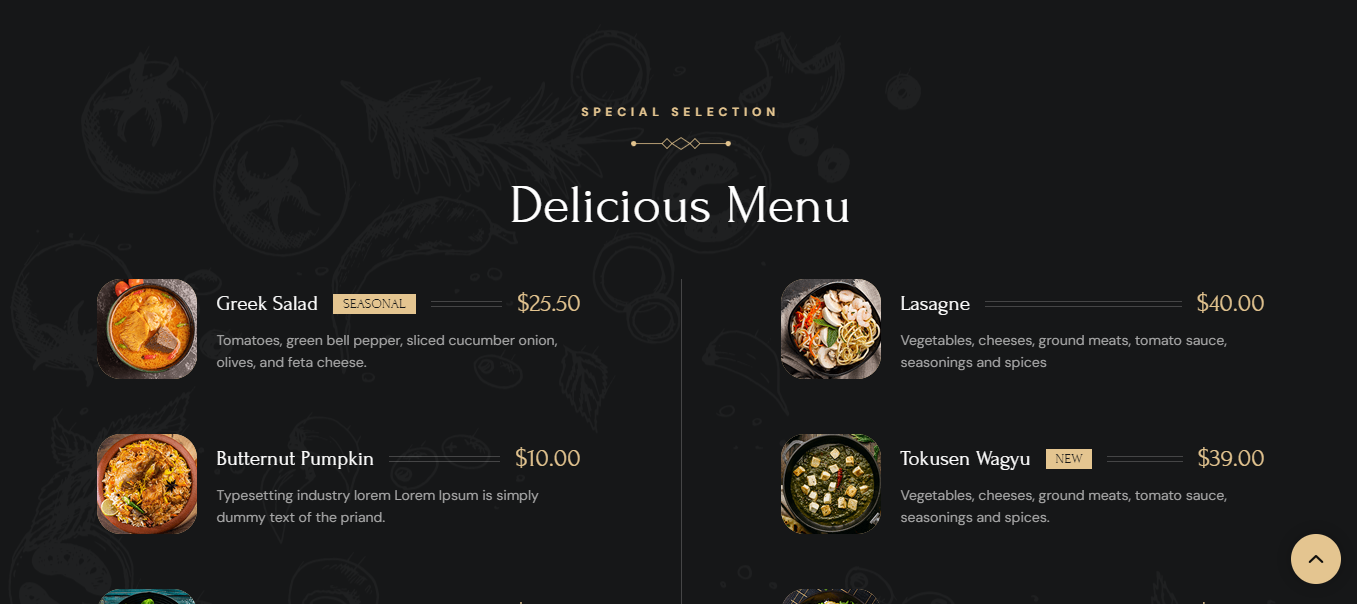 SPECIAL SELECTION
Delicious Menu
Greek Salad SEASONAL $25.50
Tomatoes, green bell pepper, sliced cucumber onion,
olives, and feta cheese.
Butternut Pumpkin $10.00
Typesetting industry lorem Lorem Ipsum is simply
dummy text of the priand.
Lasagne $40.00
Vegetables, cheeses, ground meats, tomato sauce,
seasonings and spices
Tokusen Wagyu NEW $39.00
Vegetables, cheeses, ground meats, tomato sauce,
seasonings and spices.